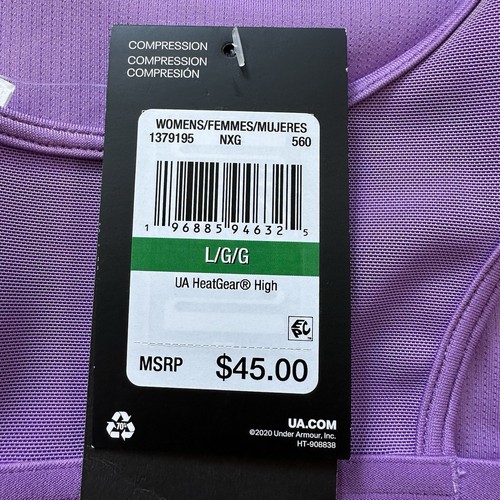 COMPRESSION
COMPRESSION
COMPRESIÓN
WOMENS/FEMMES/MUJERES
1379195 NXG 560
1 96885 94632 5
L/G/G
UA HeatGear® High
EPC
MSRP $45.00
70%
UA.COM
©2020 Under Armour, Inc.
HT-908838